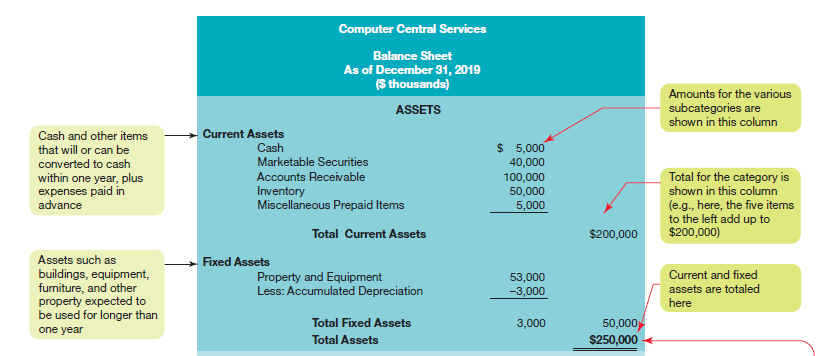 Computer Central Services
Balance Sheet
As of December 31, 2019
($ thousands)
ASSETS
Cash and other items
that will or can be
converted to cash
within one year, plus
expenses paid in
advance
Current Assets
Cash $ 5,000
Marketable Securities 40,000
Accounts Receivable 100,000
Inventory 50,000
Miscellaneous Prepaid Items 5,000
Total Current Assets $200,000
Amounts for the various
subcategories are
shown in this column
Total for the category is
shown in this column
(e.g., here, the five items
to the left add up to
$200,000)
Assets such as
buildings, equipment,
furniture, and other
property expected to
be used for longer than
one year
Fixed Assets
Property and Equipment 53,000
Less: Accumulated Depreciation –3,000
Total Fixed Assets 3,000 50,000
Total Assets $250,000
Current and fixed
assets are totaled
here